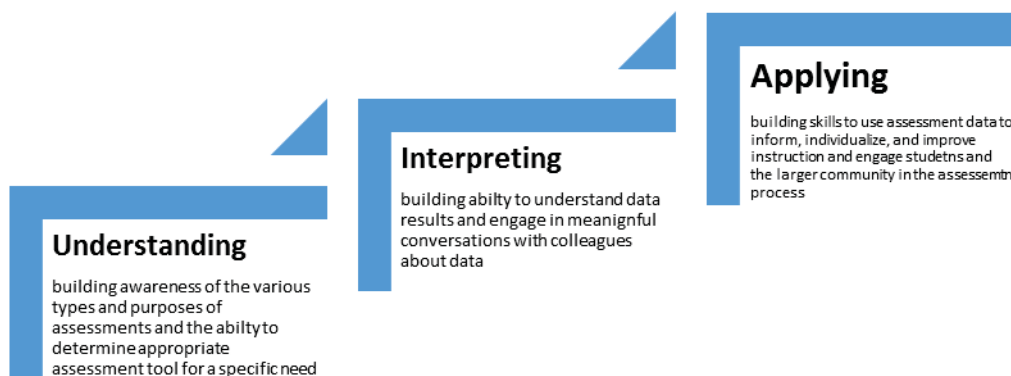 Understanding
building awareness of the various
types and purposes of
assessments and the abilty to
determine appropriate
assessment tool for a specific need
Interpreting
building abilty to understand data
results and engage in meanignful
conversations with colleagues
about data
Applying
building skills to use assessment data to
inform, individualize, and improve
instruction and engage studetns and
the larger community in the assessemtn
process